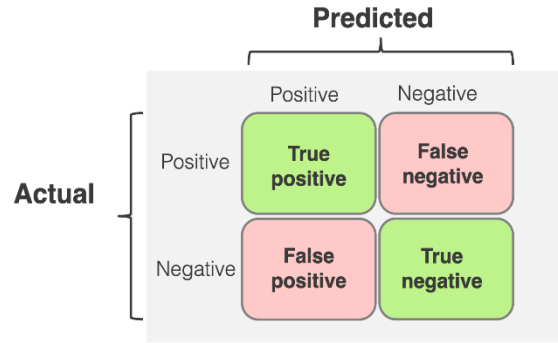 Predicted
Positive
Negative
Actual
Positive
True
positive
False
negative
Negative
False
positive
True
negative